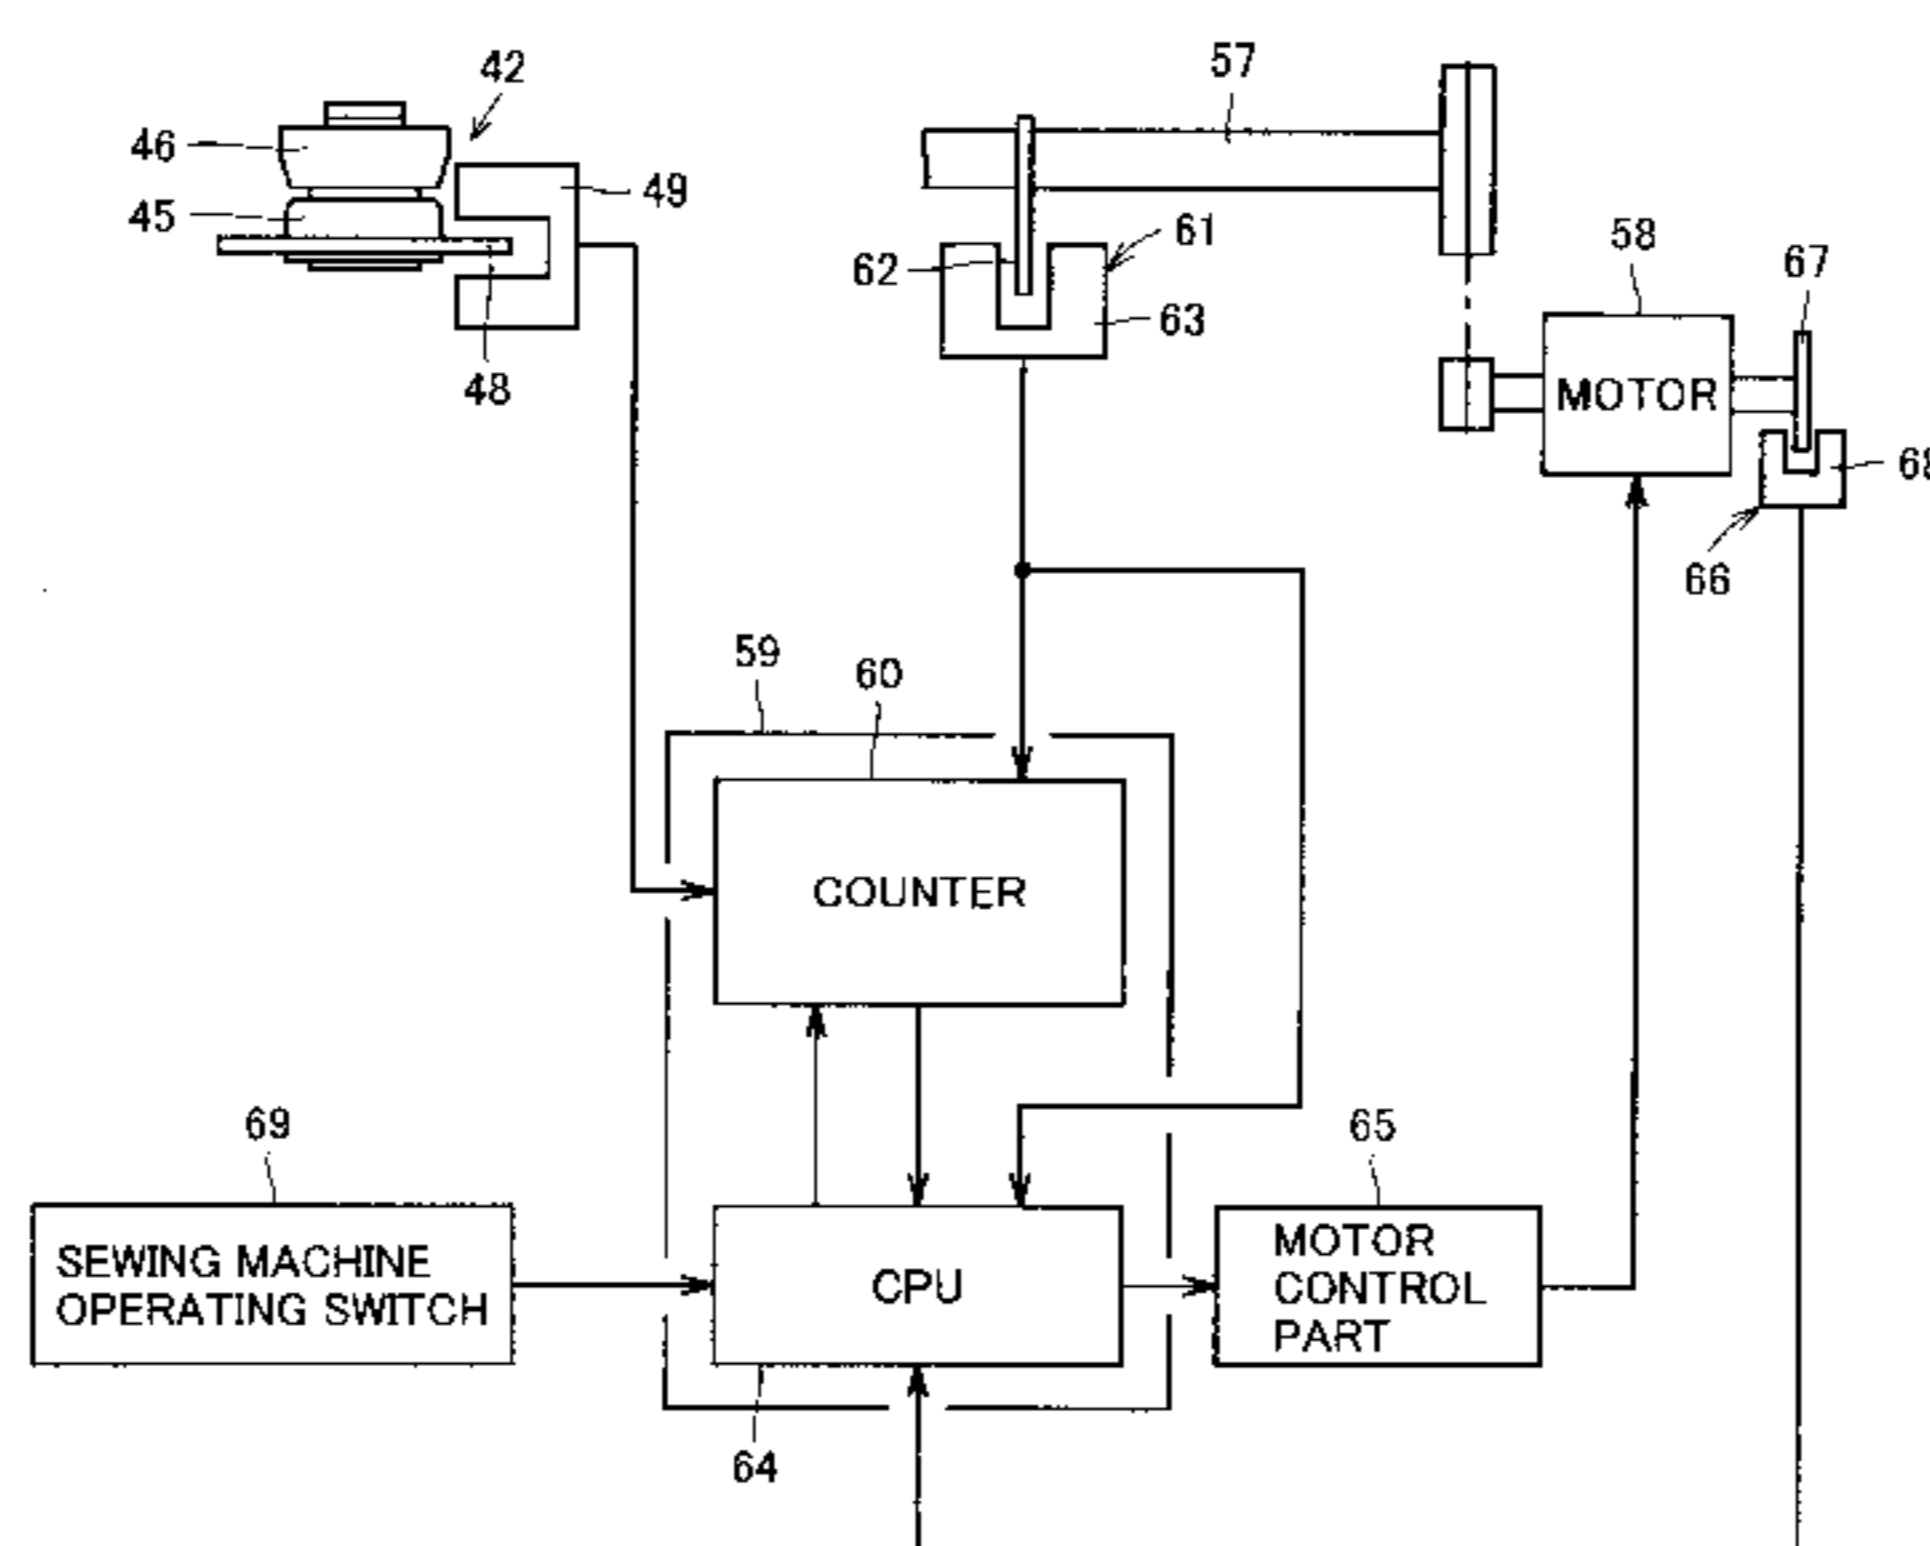 42
57
46
49
45
61
58
67
62
63
48
MOTOR
66
59
60
COUNTER
69
65
SEWING MACHINE
OPERATING SWITCH
CPU
MOTOR
CONTROL
PART
64